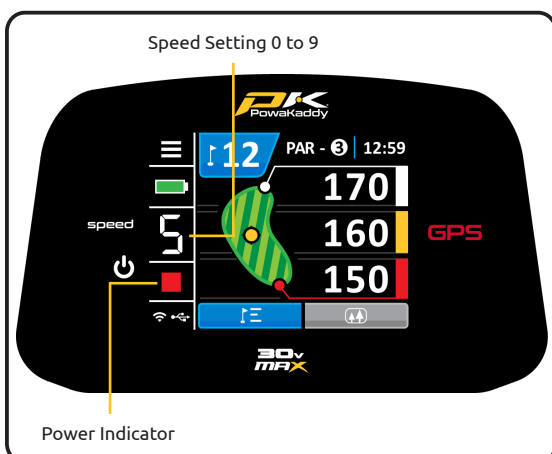 Speed Setting 0 to 9
PK
PowaKaddy
12 PAR - 3 12:59
170
speed 5 160 GPS
150
30v
MAX
Power Indicator